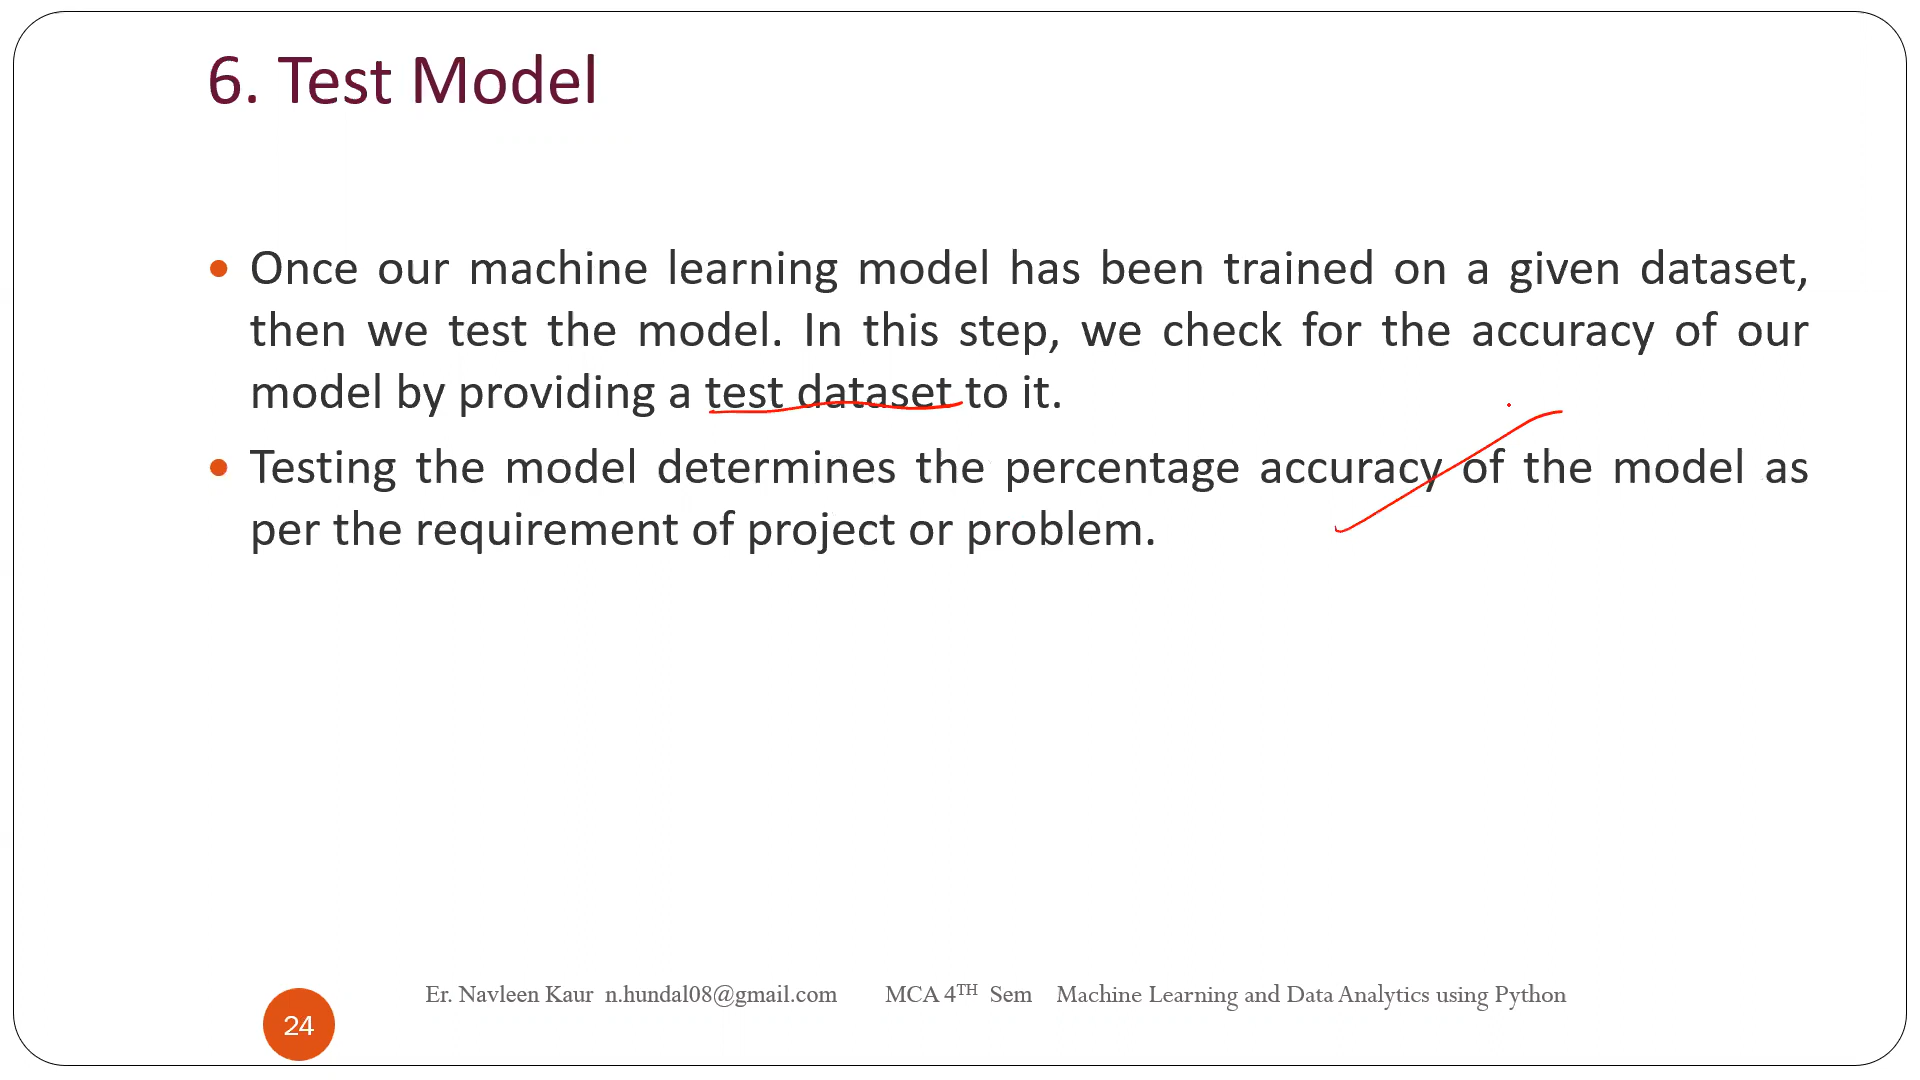 6. Test Model
• Once our machine learning model has been trained on a given dataset,
then we test the model. In this step, we check for the accuracy of our
model by providing a test dataset to it.
• Testing the model determines the percentage accuracy of the model as
per the requirement of project or problem.
Er. Navleen Kaur n.hundal08@gmail.com MCA 4TH Sem Machine Learning and Data Analytics using Python
24